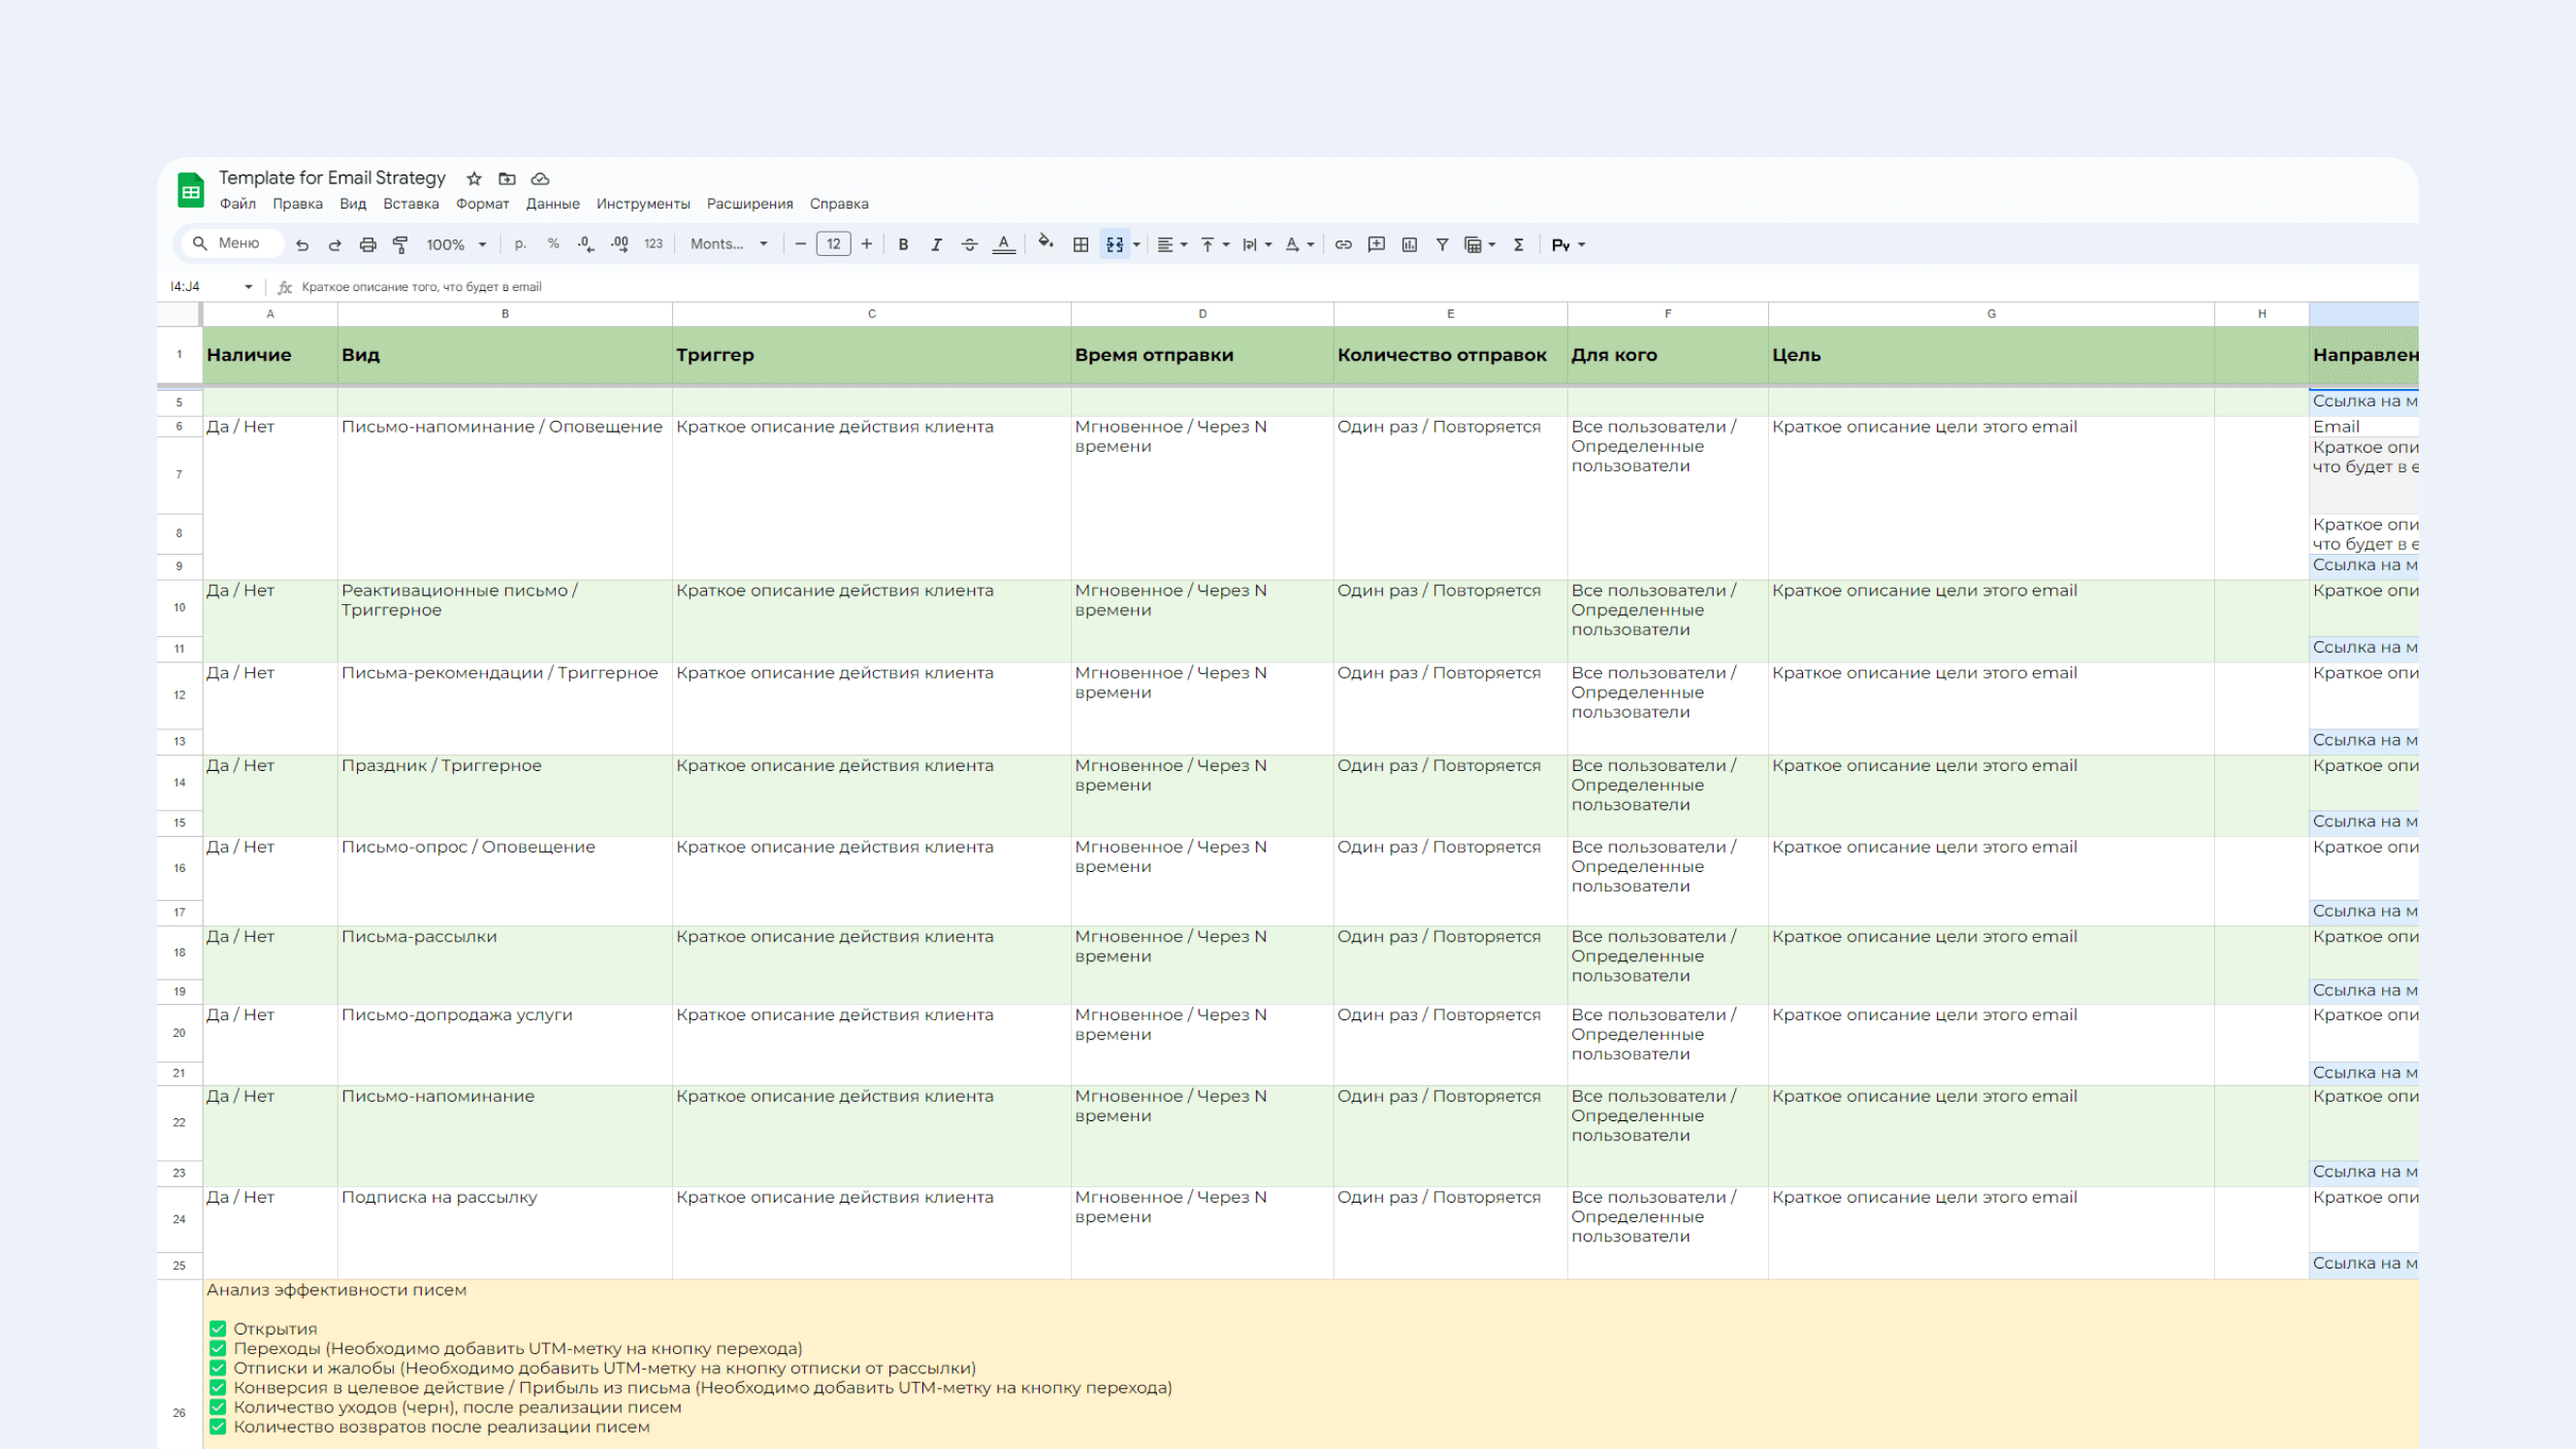 Template for Email Strategy
Файл Правка Вид Вставка Формат Данные Инструменты Расширения Справка
Меню 100% р. % .0 .00 123 Monts... 12 B I A A Σ Py
I4:J4 fx Краткое описание того, что будет в email
A B C D E F G H
1 Наличие Вид Триггер Время отправки Количество отправок Для кого Цель Направлен
5 Ссылка на м
6 Да / Нет Письмо-напоминание / Оповещение Краткое описание действия клиента Мгновенное / Через N Один раз / Повторяется Все пользователи / Краткое описание цели этого email Email
времени Определенные Краткое опи
7 пользователи что будет в е
8 Краткое опи
что будет в е
9 Ссылка на м
Да / Нет Реактивационные письмо / Краткое описание действия клиента Мгновенное / Через N Один раз / Повторяется Все пользователи / Краткое описание цели этого email Краткое опи
10 Триггерное времени Определенные
пользователи
11 Ссылка на м
Да / Нет Письма-рекомендации / Триггерное Краткое описание действия клиента Мгновенное / Через N Один раз / Повторяется Все пользователи / Краткое описание цели этого email Краткое опи
12 времени Определенные
пользователи
13 Ссылка на м
Да / Нет Праздник / Триггерное Краткое описание действия клиента Мгновенное / Через N Один раз / Повторяется Все пользователи / Краткое описание цели этого email Краткое опи
14 времени Определенные
пользователи
15 Ссылка на м
Да / Нет Письмо-опрос / Оповещение Краткое описание действия клиента Мгновенное / Через N Один раз / Повторяется Все пользователи / Краткое описание цели этого email Краткое опи
16 времени Определенные
пользователи
17 Ссылка на м
Да / Нет Письма-рассылки Краткое описание действия клиента Мгновенное / Через N Один раз / Повторяется Все пользователи / Краткое описание цели этого email Краткое опи
18 времени Определенные
пользователи
19 Ссылка на м
Да / Нет Письмо-допродажа услуги Краткое описание действия клиента Мгновенное / Через N Один раз / Повторяется Все пользователи / Краткое описание цели этого email Краткое опи
20 времени Определенные
пользователи
21 Ссылка на м
Да / Нет Письмо-напоминание Краткое описание действия клиента Мгновенное / Через N Один раз / Повторяется Все пользователи / Краткое описание цели этого email Краткое опи
22 времени Определенные
пользователи
23 Ссылка на м
Да / Нет Подписка на рассылку Краткое описание действия клиента Мгновенное / Через N Один раз / Повторяется Все пользователи / Краткое описание цели этого email Краткое опи
24 времени Определенные
пользователи
25 Ссылка на м
Анализ эффективности писем
✅ Открытия
✅ Переходы (Необходимо добавить UTM-метку на кнопку перехода)
✅ Отписки и жалобы (Необходимо добавить UTM-метку на кнопку отписки от рассылки)
✅ Конверсия в целевое действие / Прибыль из письма (Необходимо добавить UTM-метку на кнопку перехода)
26 ✅ Количество уходов (черн), после реализации писем
✅ Количество возвратов после реализации писем